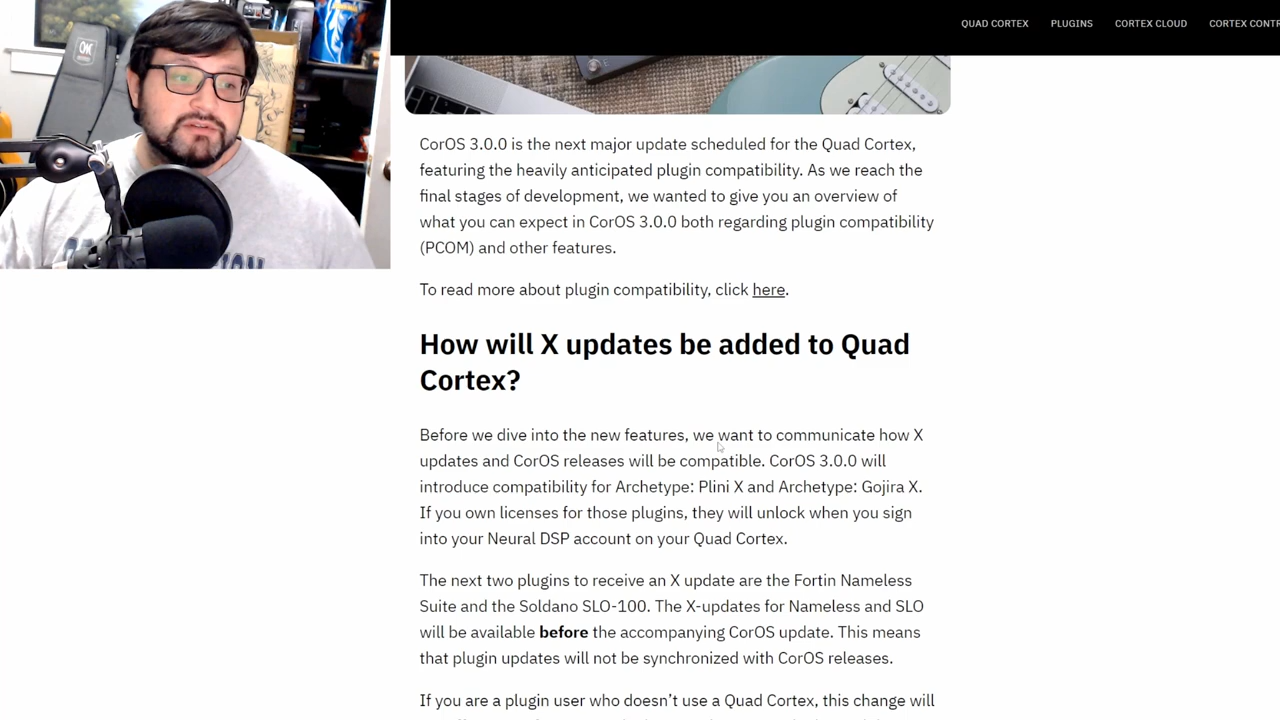 QUAD CORTEX PLUGINS CORTEX CLOUD CORTEX CONTR
CorOS 3.0.0 is the next major update scheduled for the Quad Cortex,
featuring the heavily anticipated plugin compatibility. As we reach the
final stages of development, we wanted to give you an overview of
what you can expect in CorOS 3.0.0 both regarding plugin compatibility
(PCOM) and other features.
To read more about plugin compatibility, click here.
How will X updates be added to Quad
Cortex?
Before we dive into the new features, we want to communicate how X
updates and CorOS releases will be compatible. CorOS 3.0.0 will
introduce compatibility for Archetype: Plini X and Archetype: Gojira X.
If you own licenses for those plugins, they will unlock when you sign
into your Neural DSP account on your Quad Cortex.
The next two plugins to receive an X update are the Fortin Nameless
Suite and the Soldano SLO-100. The X-updates for Nameless and SLO
will be available before the accompanying CorOS update. This means
that plugin updates will not be synchronized with CorOS releases.
If you are a plugin user who doesn't use a Quad Cortex, this change will